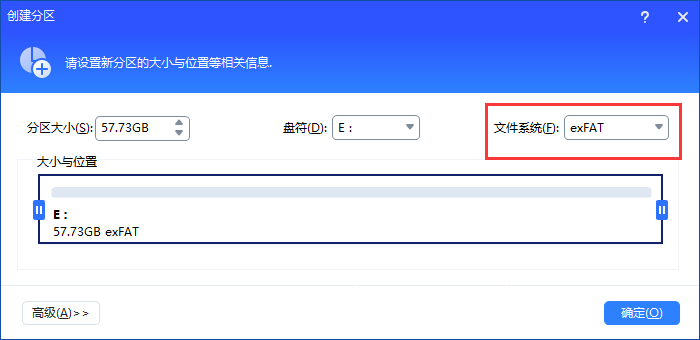 创建分区
请设置新分区的大小与位置等相关信息.
分区大小(S): 57.73GB 盘符(D): E : 文件系统(F): exFAT
大小与位置
E :
57.73GB exFAT
高级(A)>> 确定(O)